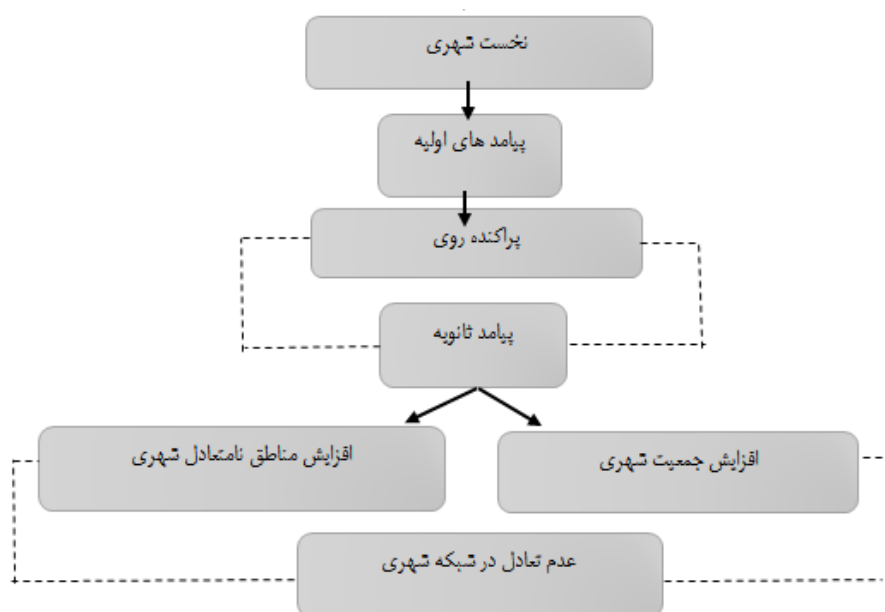 نخست شهری
پیامد های اولیه
پراکنده روی
پیامد ثانویه
افزایش جمعیت شهری
افزایش مناطق نامتعادل شهری
عدم تعادل در شبکه شهری